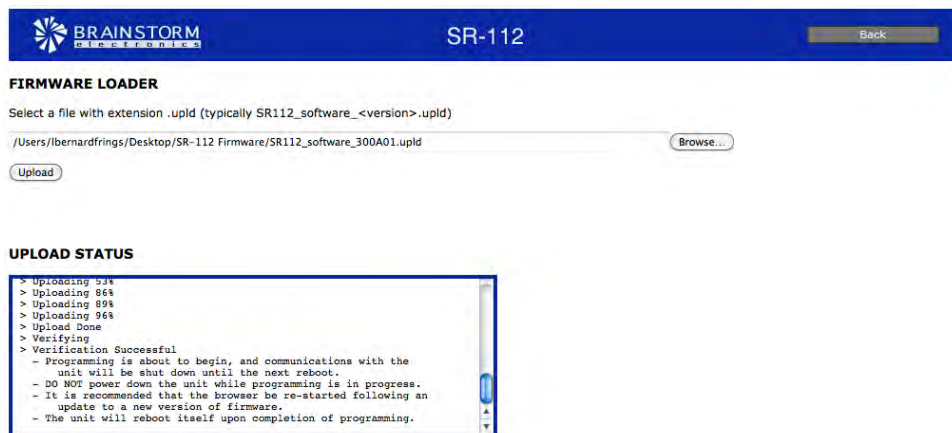 BRAINSTORM
electronics
SR-112
Back
FIRMWARE LOADER
Select a file with extension .upld (typically SR112_software_<version>.upld)
/Users/lbernardfrings/Desktop/SR-112 Firmware/SR112_software_300A01.upld
Browse...
Upload
UPLOAD STATUS
> Uploading 53%
> Uploading 86%
> Uploading 89%
> Uploading 96%
> Upload Done
> Verifying
> Verification Successful
- Programming is about to begin, and communications with the
unit will be shut down until the next reboot.
- DO NOT power down the unit while programming is in progress.
- It is recommended that the browser be re-started following an
update to a new version of firmware.
- The unit will reboot itself upon completion of programming.